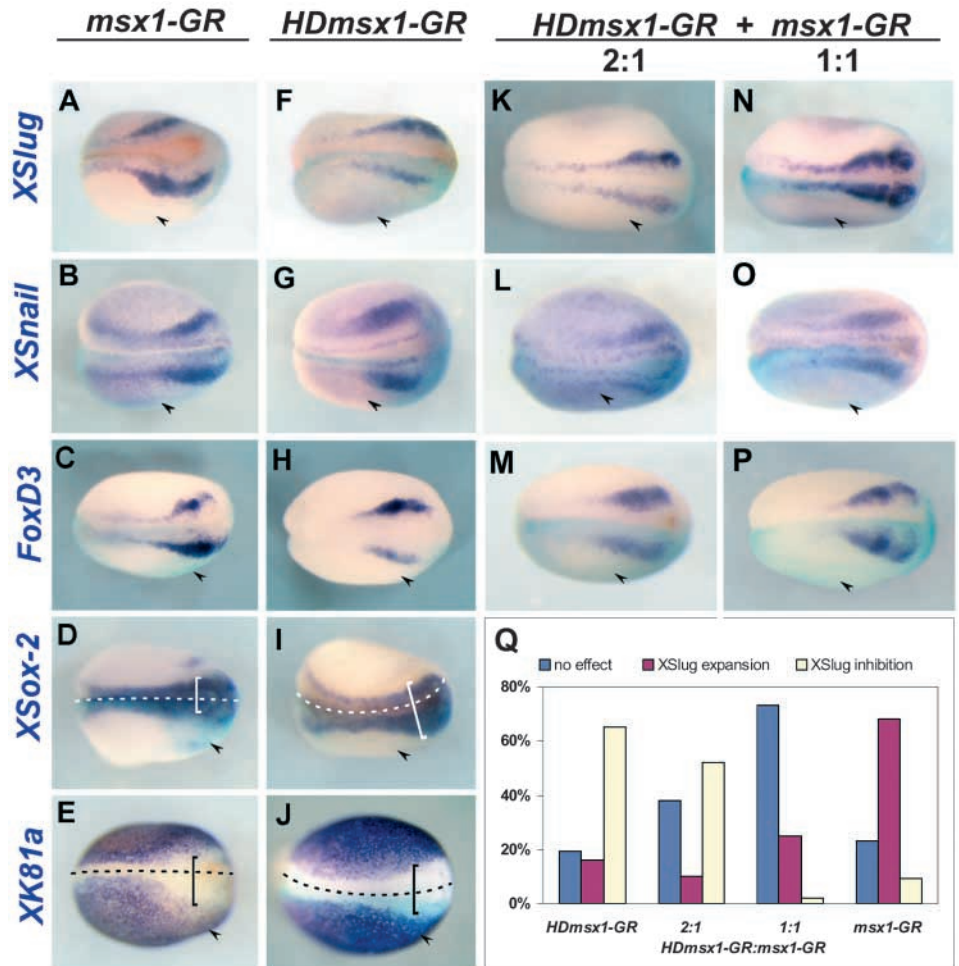 msx1-GR
HDmsx1-GR
HDmsx1-GR + msx1-GR
2:1
1:1
XSlug
XSnail
FoxD3
XSox-2
XK81a
A
F
K
N
B
G
L
O
C
H
M
P
D
I
E
J
Q
no effect
XSlug expansion
XSlug inhibition
80%
60%
40%
20%
0%
HDmsx1-GR
2:1
1:1
msx1-GR
HDmsx1-GR:msx1-GR